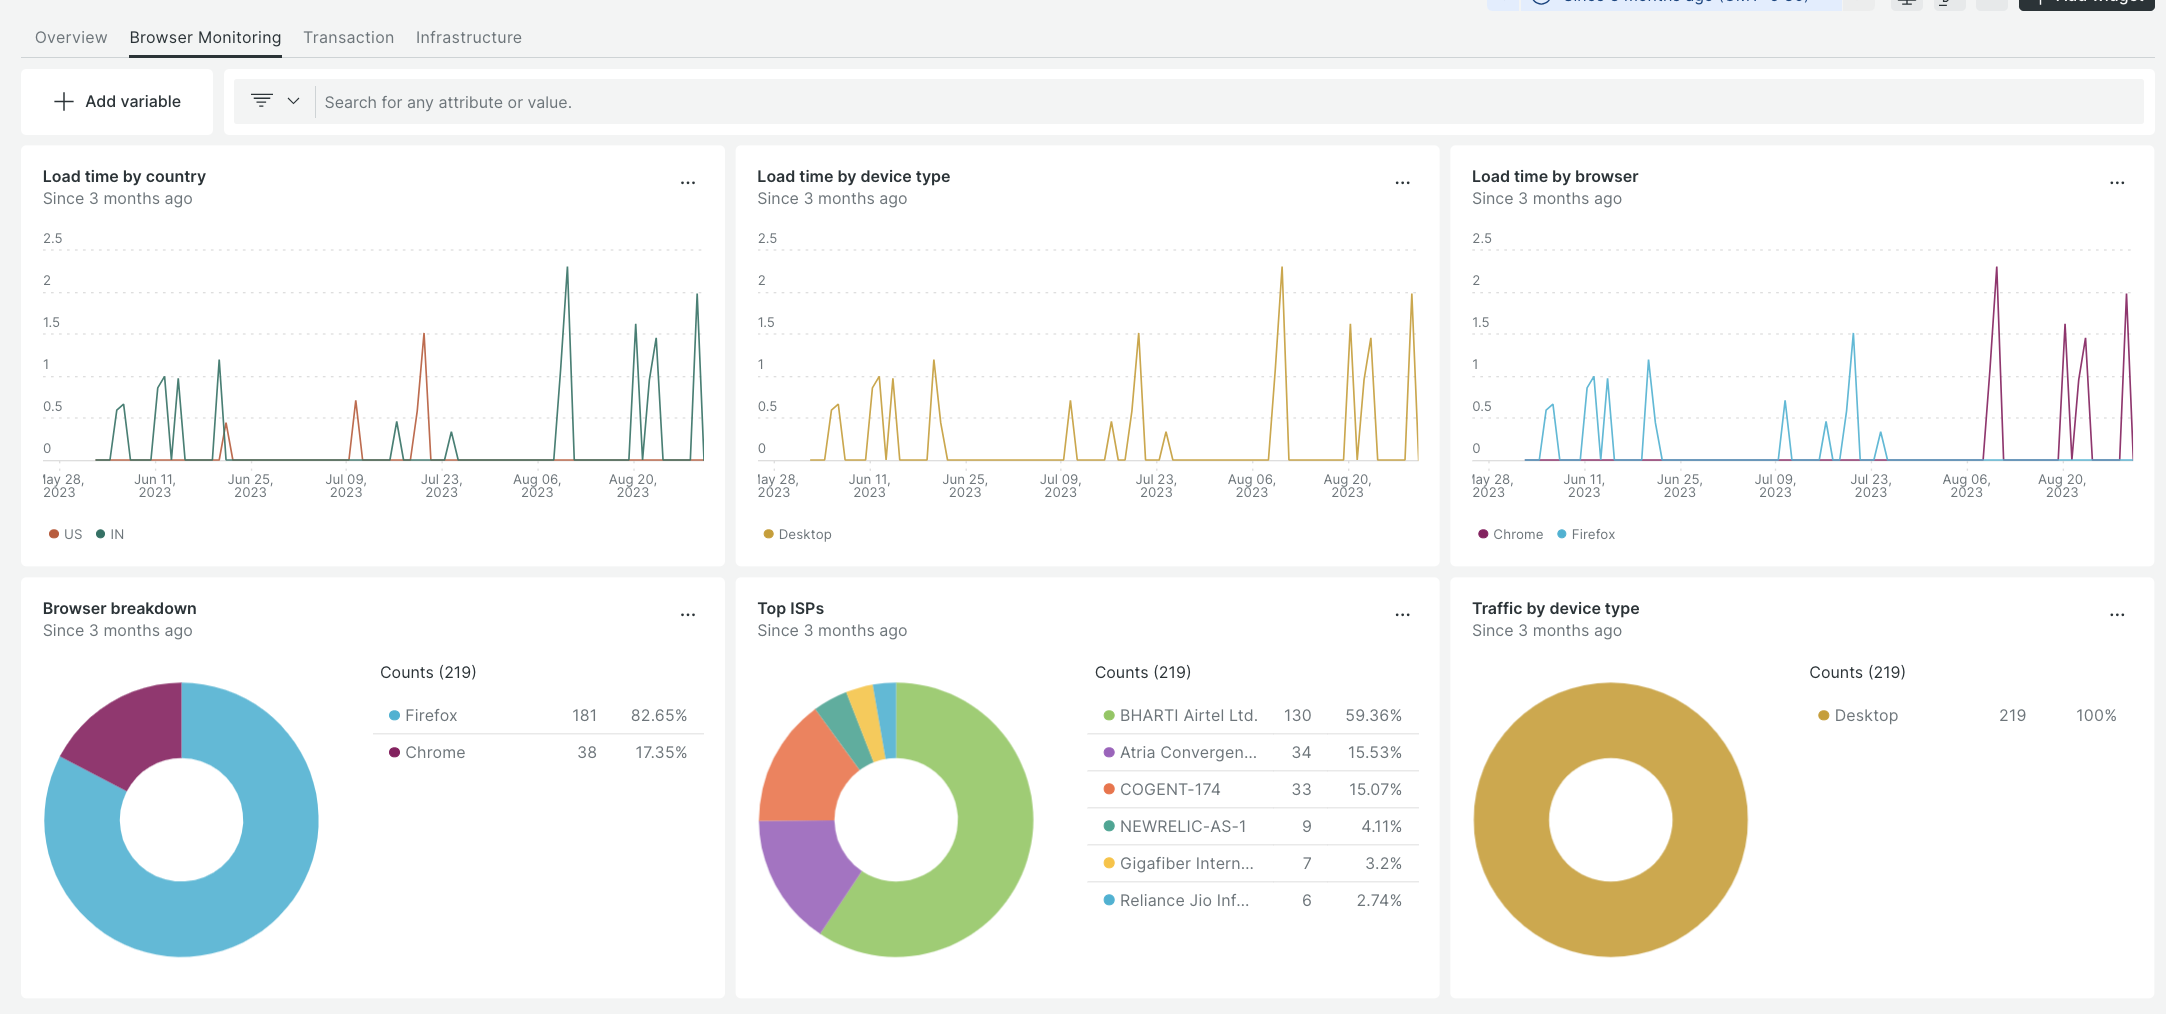 Overview Browser Monitoring Transaction Infrastructure
Add variable
Search for any attribute or value.
Load time by country
Since 3 months ago
2.5
2
1.5
1
0.5
0
Jun 11, 2023
Jun 25, 2023
Jul 09, 2023
Jul 23, 2023
Aug 06, 2023
Aug 20, 2023
US IN
Load time by device type
Since 3 months ago
2.5
2
1.5
1
0.5
0
Jun 11, 2023
Jun 25, 2023
Jul 09, 2023
Jul 23, 2023
Aug 06, 2023
Aug 20, 2023
Desktop
Load time by browser
Since 3 months ago
2.5
2
1.5
1
0.5
0
Jun 11, 2023
Jun 25, 2023
Jul 09, 2023
Jul 23, 2023
Aug 06, 2023
Aug 20, 2023
Chrome Firefox
Browser breakdown
Since 3 months ago
Counts (219)
Firefox 181 82.65%
Chrome 38 17.35%
Top ISPs
Since 3 months ago
Counts (219)
BHARTI Airtel Ltd. 130 59.36%
Atria Convergen... 34 15.53%
COGENT-174 33 15.07%
NEWRELIC-AS-1 9 4.11%
Gigafiber Intern... 7 3.2%
Reliance Jio Inf... 6 2.74%
Traffic by device type
Since 3 months ago
Counts (219)
Desktop 219 100%